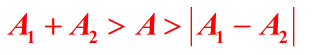 A₁ + A₂ > A > |A₁ − A₂|